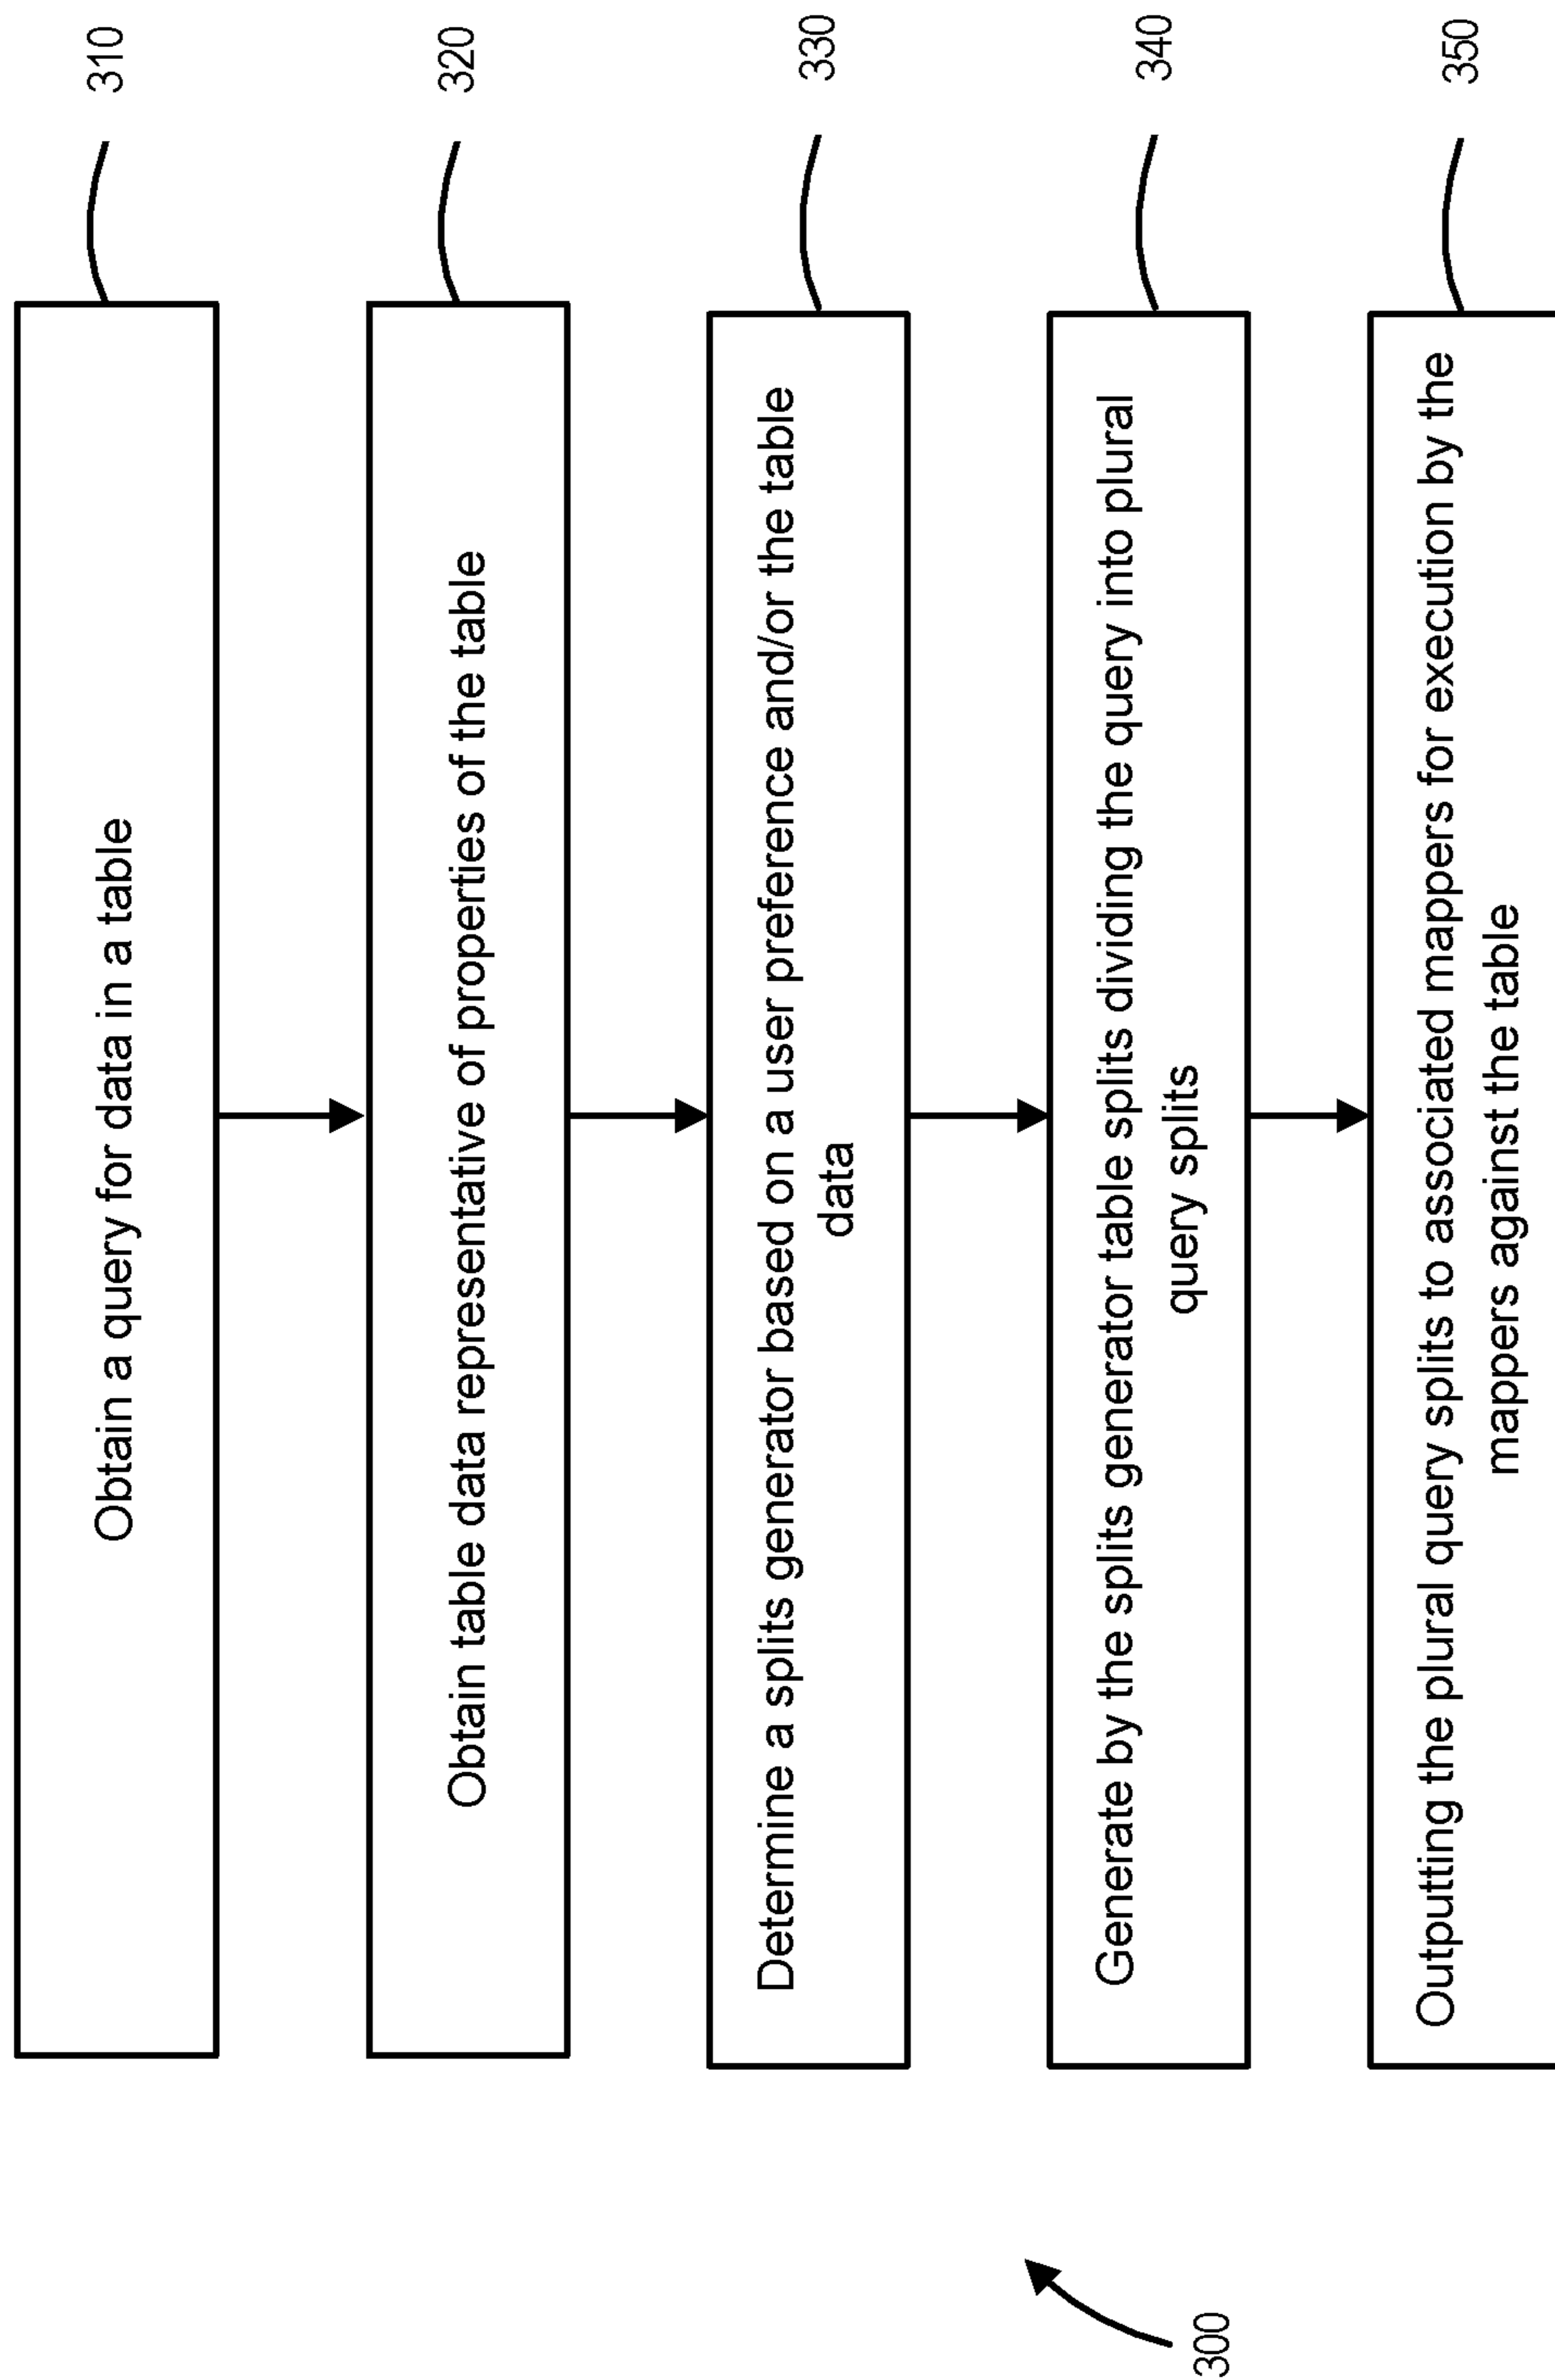 310
Obtain a query for data in a table
320
Obtain table data representative of properties of the table
330
Determine a splits generator based on a user preference and/or the table
data
340
Generate by the splits generator table splits dividing the query into plural
query splits
350
Outputting the plural query splits to associated mappers for execution by the
mappers against the table
300